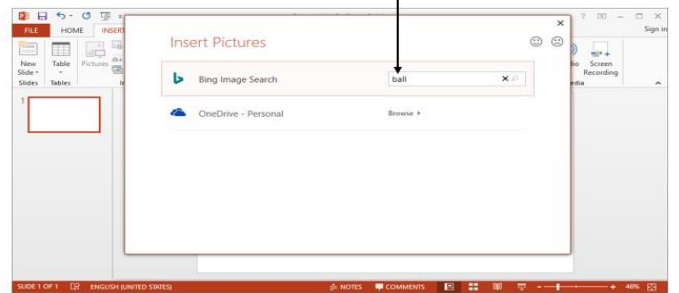 FILE HOME INSERT
Sign in
New Slide
Table
Pictures
Screen Recording
Slides Tables
1
Insert Pictures
Bing Image Search
ball
OneDrive - Personal
Browse
SLIDE 1 OF 1 ENGLISH (UNITED STATES) NOTES COMMENTS 46%